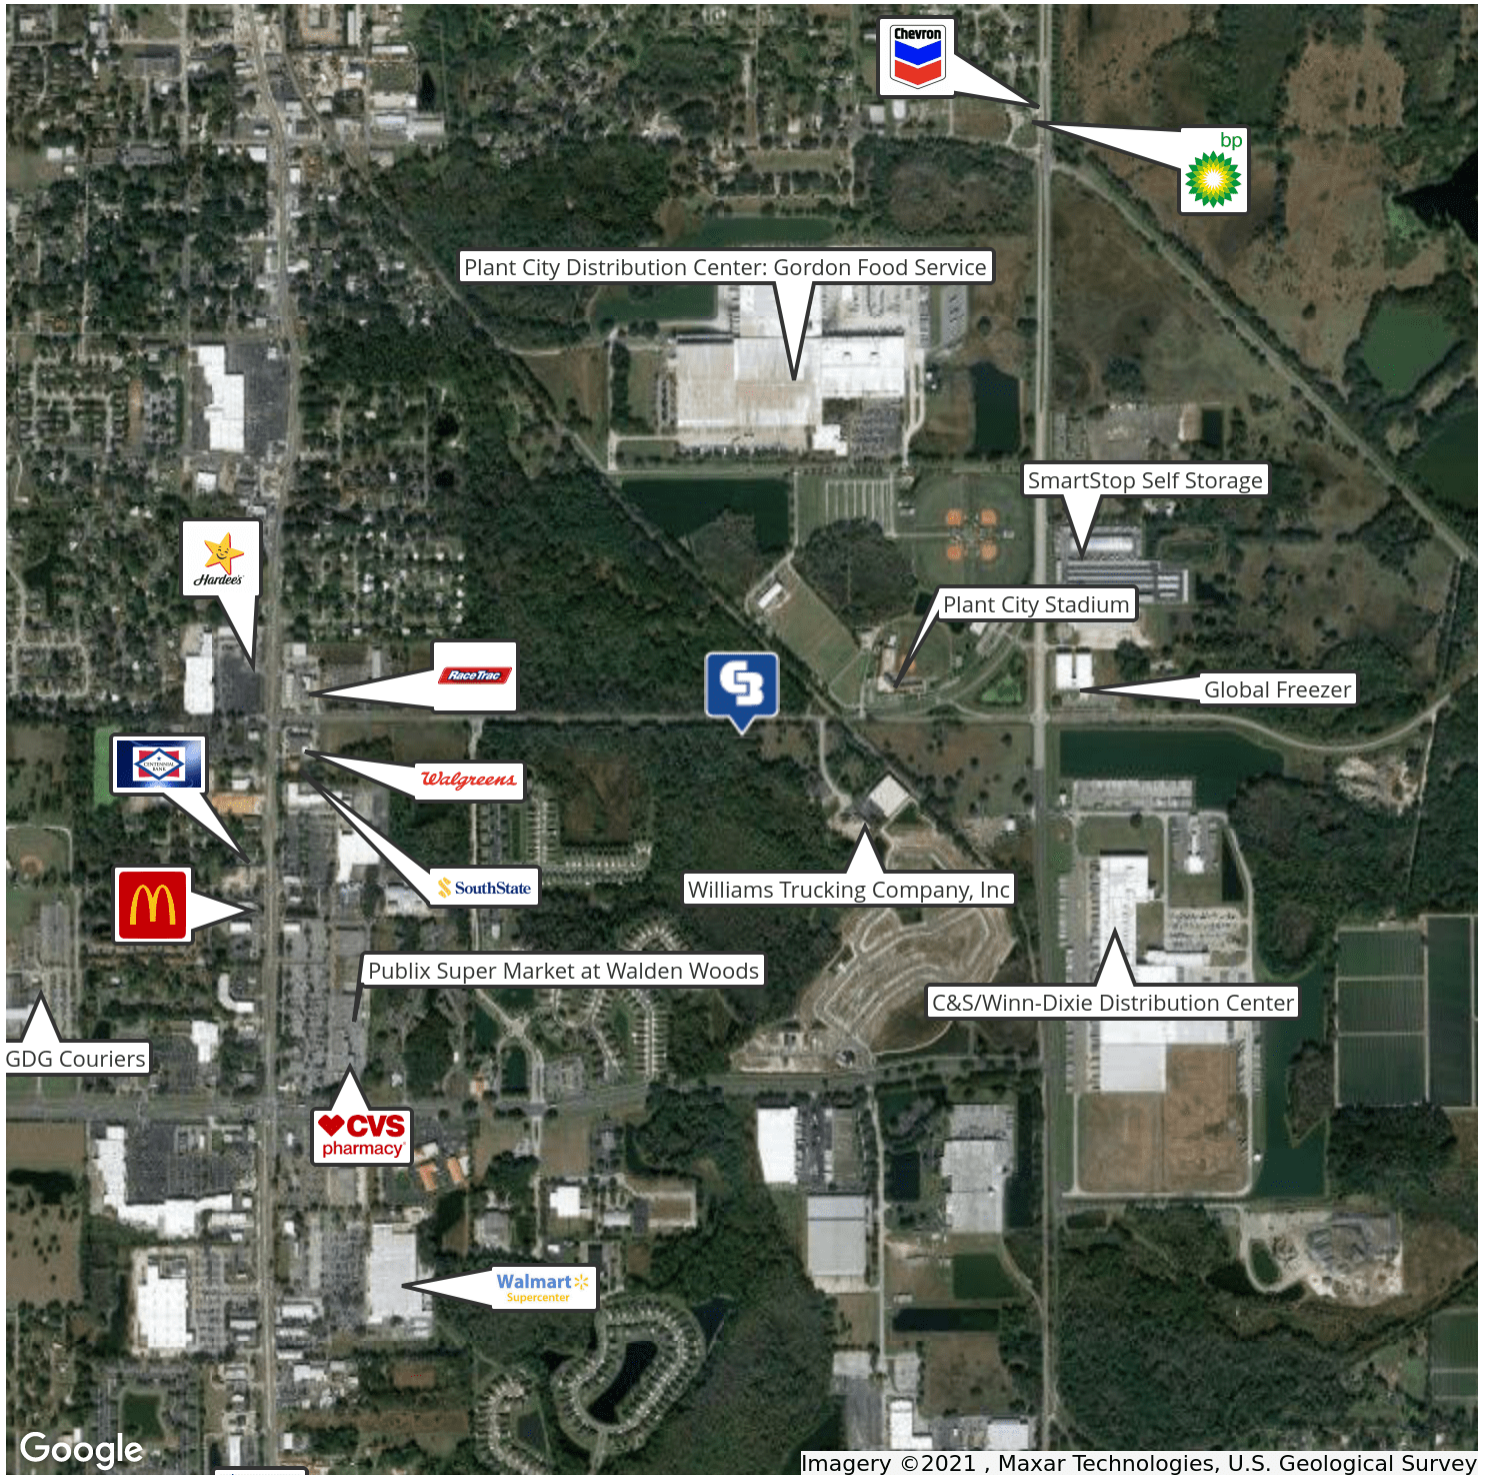 Chevron
bp
Plant City Distribution Center: Gordon Food Service
SmartStop Self Storage
Hardee's
Plant City Stadium
RaceTrac
Global Freezer
CENTENNIAL
BANK
Walgreens
SouthState
Williams Trucking Company, Inc
Publix Super Market at Walden Woods
C&S/Winn-Dixie Distribution Center
GDG Couriers
CVS
pharmacy
Walmart
Supercenter
Google
Imagery ©2021 , Maxar Technologies, U.S. Geological Survey